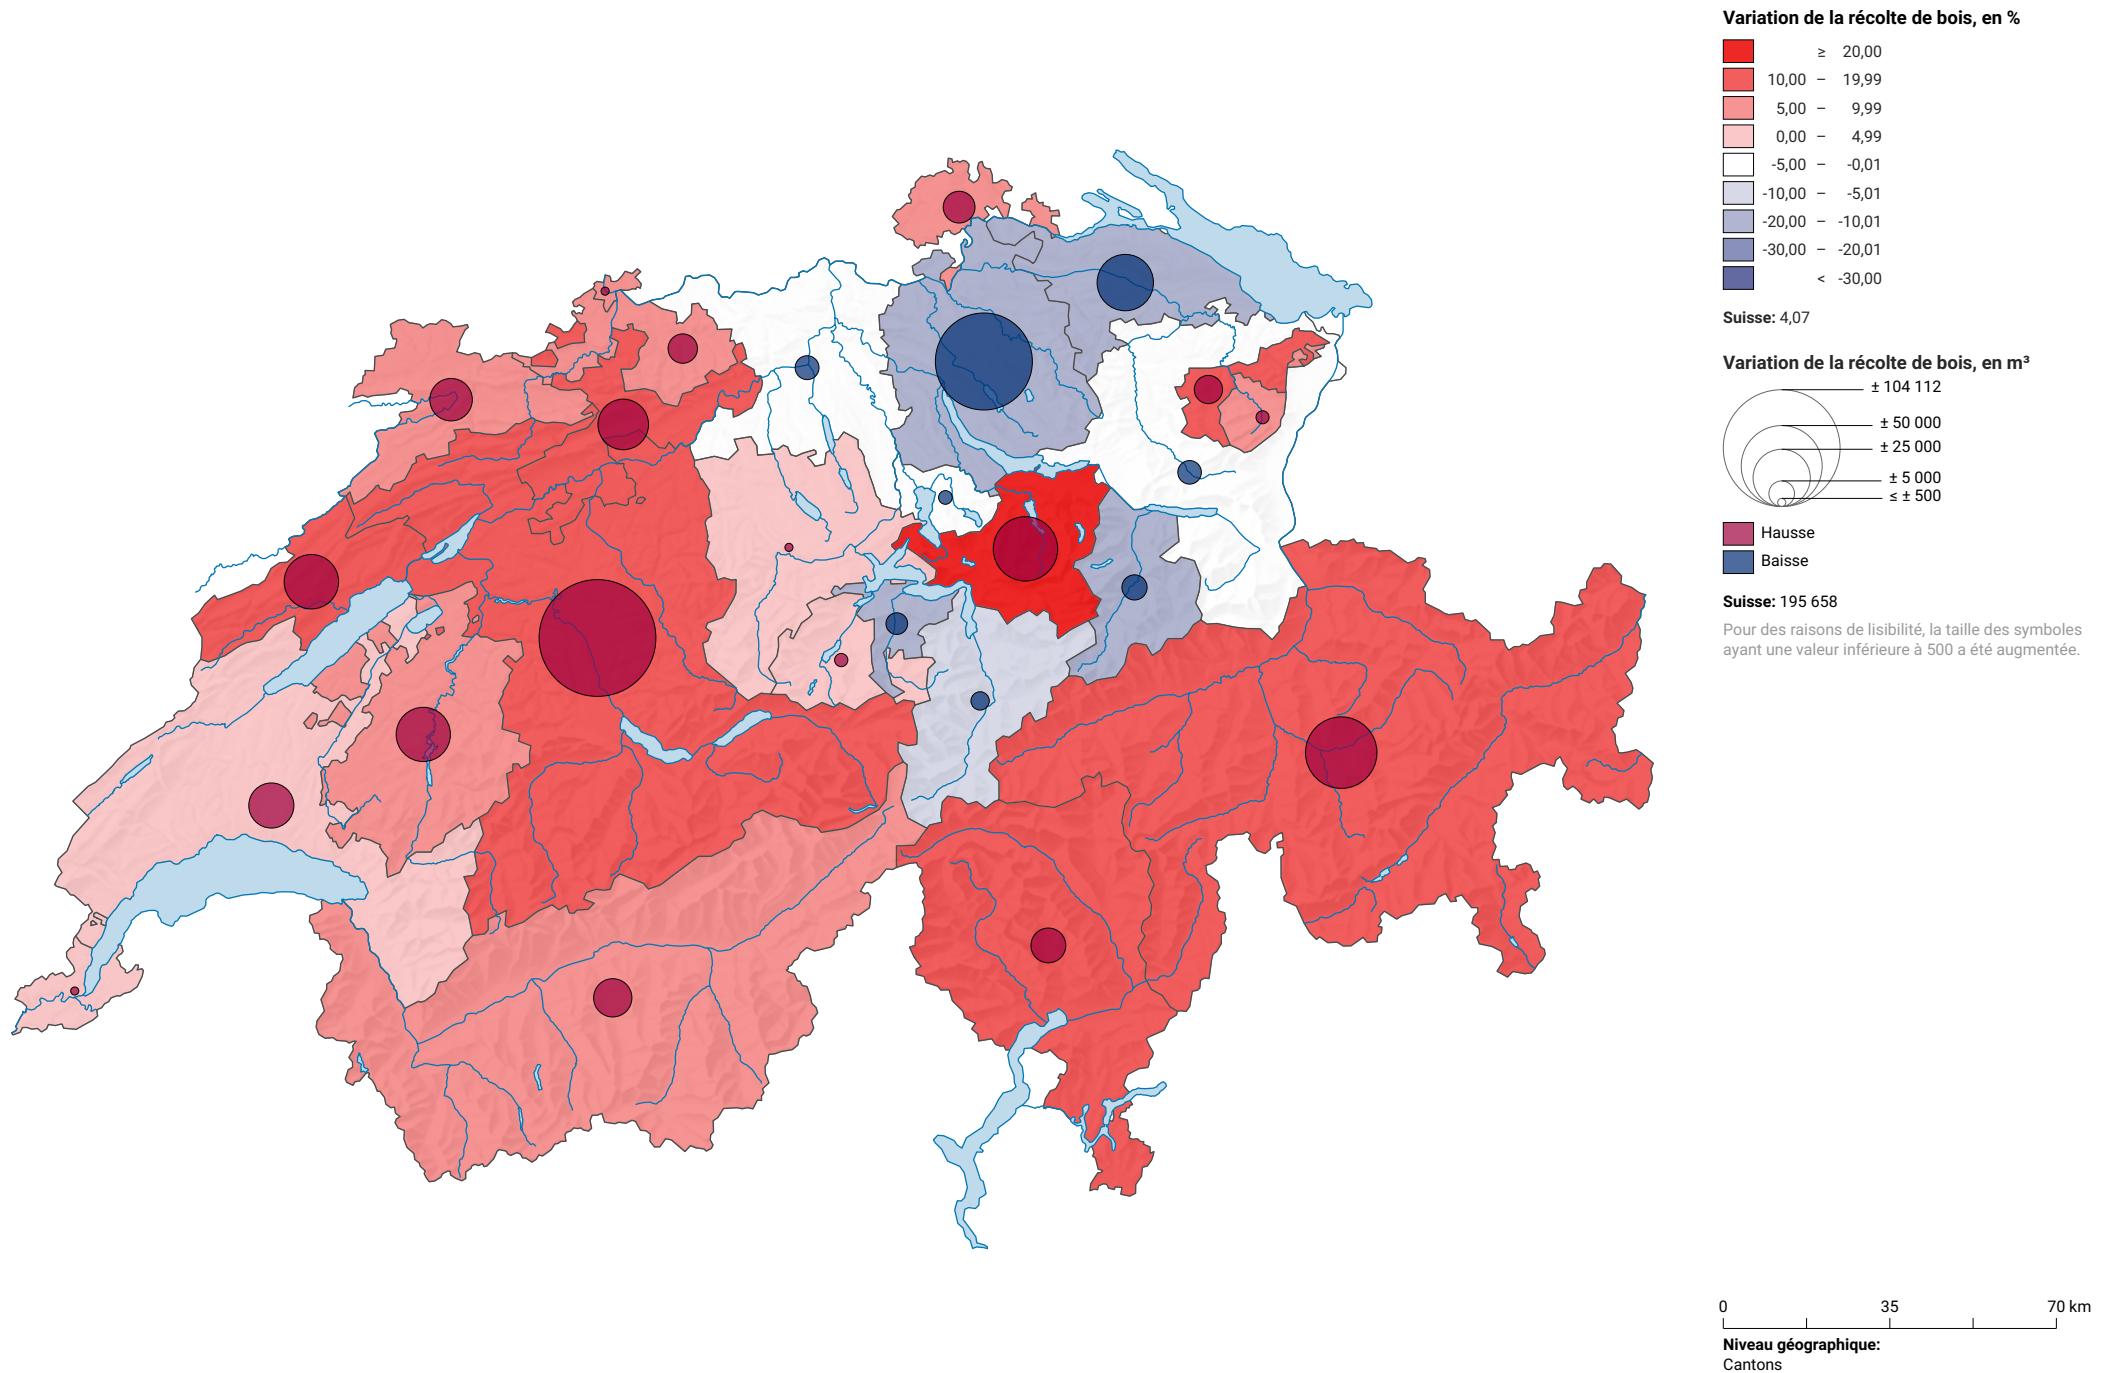 Variation de la récolte de bois, en %
≥ 20,00
10,00 – 19,99
5,00 – 9,99
0,00 – 4,99
-5,00 – -0,01
-10,00 – -5,01
-20,00 – -10,01
-30,00 – -20,01
< -30,00
Suisse: 4,07
Variation de la récolte de bois, en m³
± 104 112
± 50 000
± 25 000
± 5 000
≤ ± 500
Hausse
Baisse
Suisse: 195 658
Pour des raisons de lisibilité, la taille des symboles
ayant une valeur inférieure à 500 a été augmentée.
0 35 70 km
Niveau géographique:
Cantons